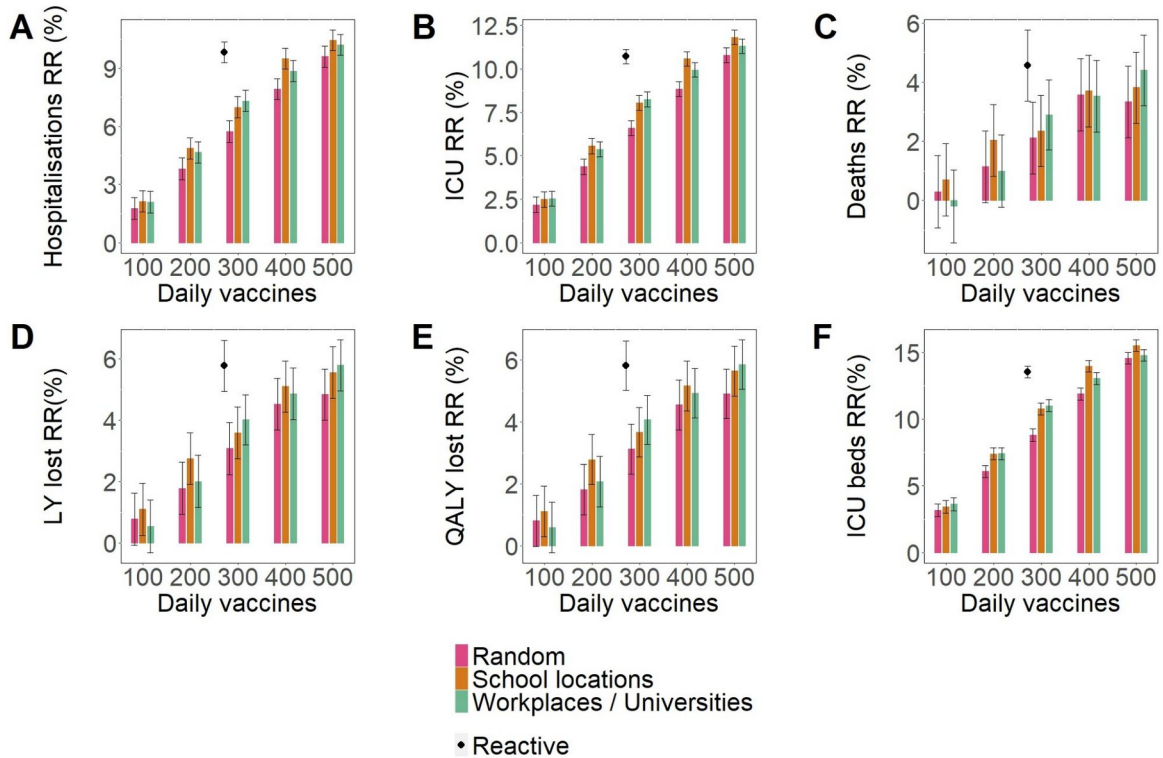 A
Hospitalisations RR (%)
9
6
3
0
100 200 300 400 500
Daily vaccines
B
ICU RR (%)
12.5
10.0
7.5
5.0
2.5
0.0
100 200 300 400 500
Daily vaccines
C
Deaths RR (%)
6
4
2
0
100 200 300 400 500
Daily vaccines
D
LY lost RR(%)
6
4
2
0
100 200 300 400 500
Daily vaccines
E
QALY lost RR (%)
6
4
2
0
100 200 300 400 500
Daily vaccines
F
ICU beds RR(%)
15
10
5
0
100 200 300 400 500
Daily vaccines
Random
School locations
Workplaces / Universities
Reactive